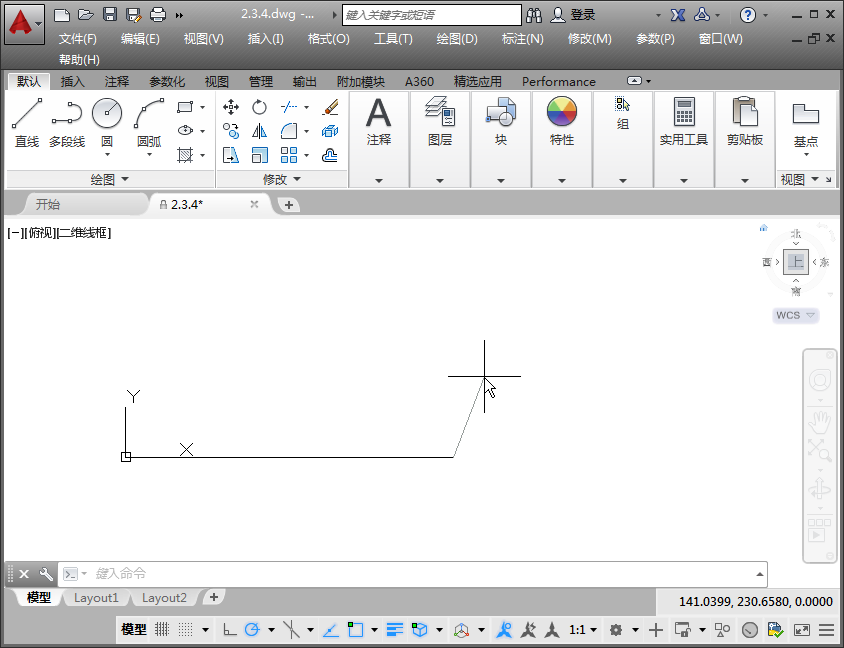 2.3.4.dwg -... 键入关键字或短语 登录
文件(F) 编辑(E) 视图(V) 插入(I) 格式(O) 工具(T) 绘图(D) 标注(N) 修改(M) 参数(P) 窗口(W)
帮助(H)
默认 插入 注释 参数化 视图 管理 输出 附加模块 A360 精选应用 Performance
直线 多段线 圆 圆弧 注释 图层 块 特性 组 实用工具 剪贴板 基点
绘图 修改 视图
开始 2.3.4*
[−][俯视][二维线框]
北
西 上 东
南
WCS
Y
X
键入命令
模型 Layout1 Layout2
141.0399, 230.6580, 0.0000
模型 1:1